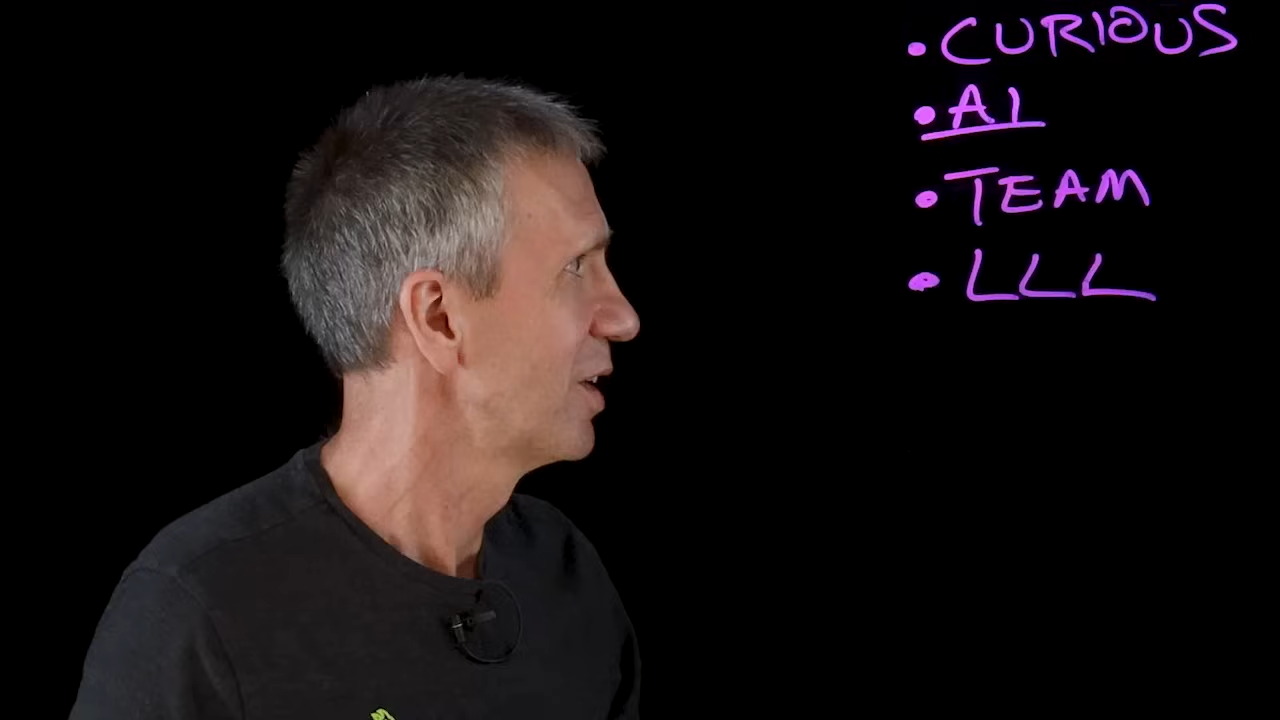 • CURIOUS
• AI
• TEAM
• LLL